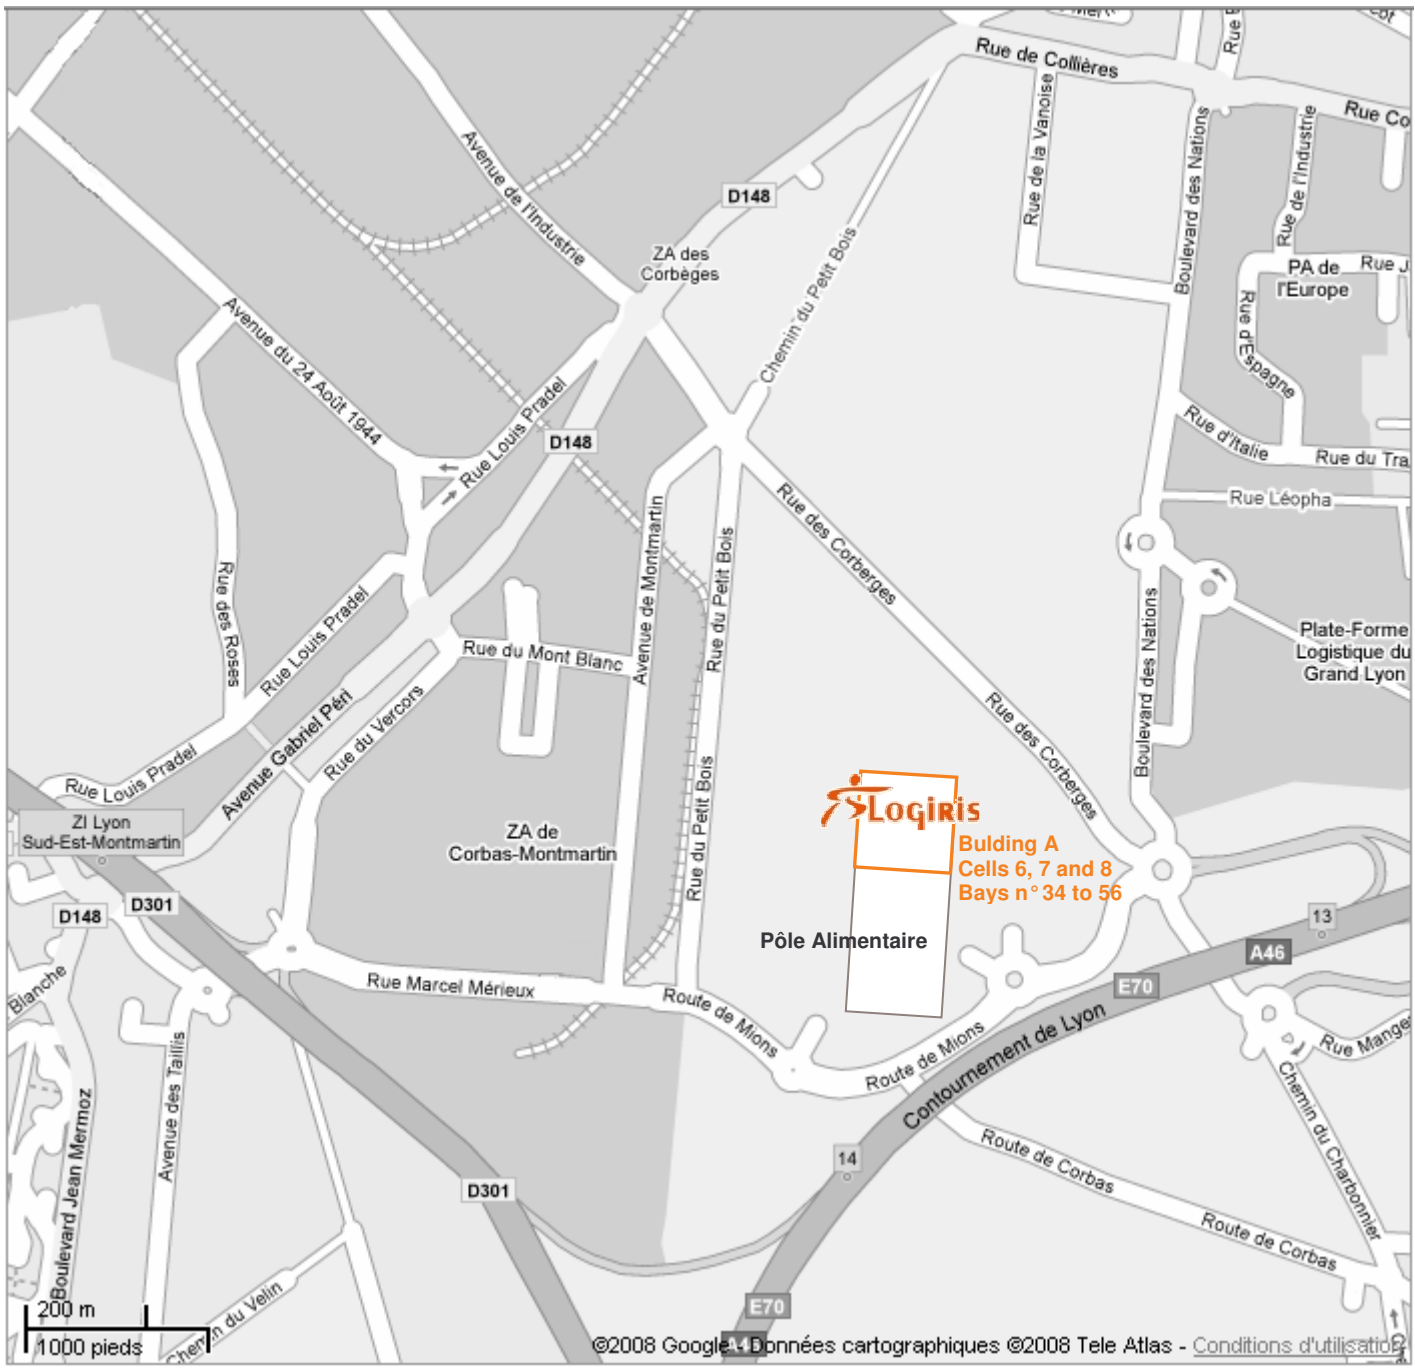 Rue de Collières
Rue Co
Rue de la Vanoise
Boulevard des Nations
Rue de l'Industrie
Avenue de l'Industrie
D148
ZA des
Corbèges
Chemin du Petit Bois
PA de
l'Europe
Rue J
Rue d'Espagne
Avenue du 24 Août 1944
Rue Louis Pradel
D148
Rue d'Italie
Rue du Tra
Rue Léopha
Rue des Corberges
Avenue de Montmartin
Rue du Petit Bois
Rue des Roses
Rue Louis Pradel
Rue du Mont Blanc
Boulevard des Nations
Plate-Forme
Logistique du
Grand Lyon
Avenue Gabriel Péri
Rue du Vercors
Rue des Corberges
Rue Louis Pradel
Rue du Petit Bois
LOGIRIS
ZI Lyon
Sud-Est-Montmartin
ZA de
Corbas-Montmartin
Bulding A
Cells 6, 7 and 8
Bays n° 34 to 56
D148
D301
13
Pôle Alimentaire
A46
Blanche
Rue Marcel Mérieux
Route de Mions
E70
Route de Mions
Contournement de Lyon
Rue Mange
Avenue des Taillis
Boulevard Jean Mermoz
Chemin du Charbonnier
14
Route de Corbas
D301
Route de Corbas
Chemin du Velin
200 m
1000 pieds
E70
©2008 Google - Données cartographiques ©2008 Tele Atlas - Conditions d'utilisation